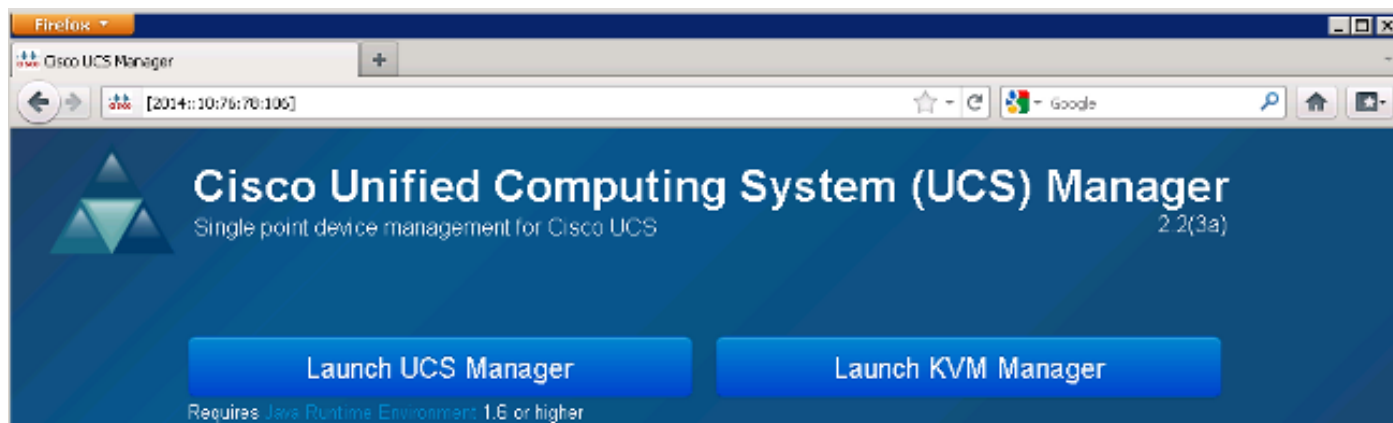 Firefox
Cisco UCS Manager
[2014::10:76:78:106]
Google
Cisco Unified Computing System (UCS) Manager
Single point device management for Cisco UCS
2.2(3a)
Launch UCS Manager
Launch KVM Manager
Requires Java Runtime Environment 1.6 or higher